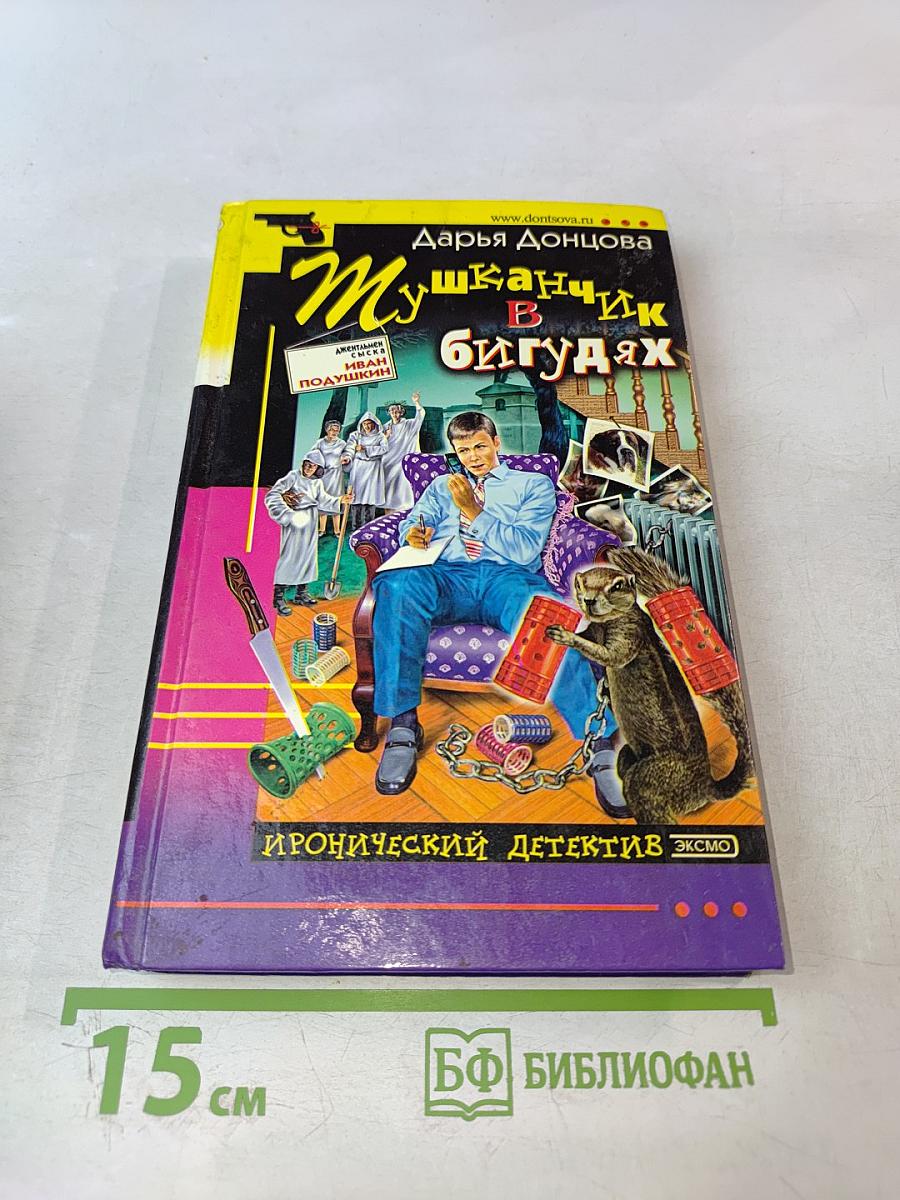 www.dontsova.ru
Дарья Донцова
Тушканчик
в
бигудях
джентльмен
сыска
ИВАН
ПОДУШКИН
ИРОНИЧЕСКИЙ ДЕТЕКТИВ ЭКСМО
15 см
БФ БИБЛИОФАН